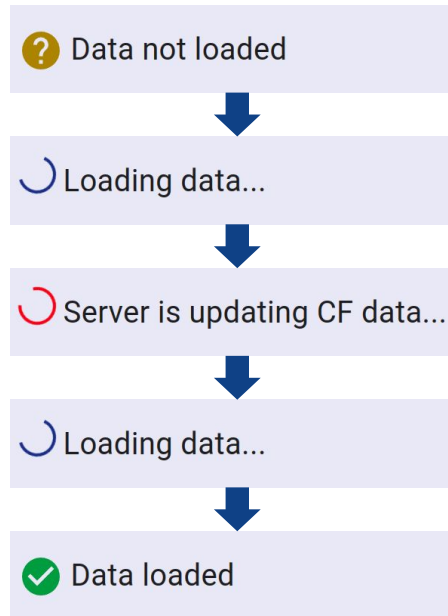 Data not loaded
Loading data...
Server is updating CF data...
Loading data...
Data loaded